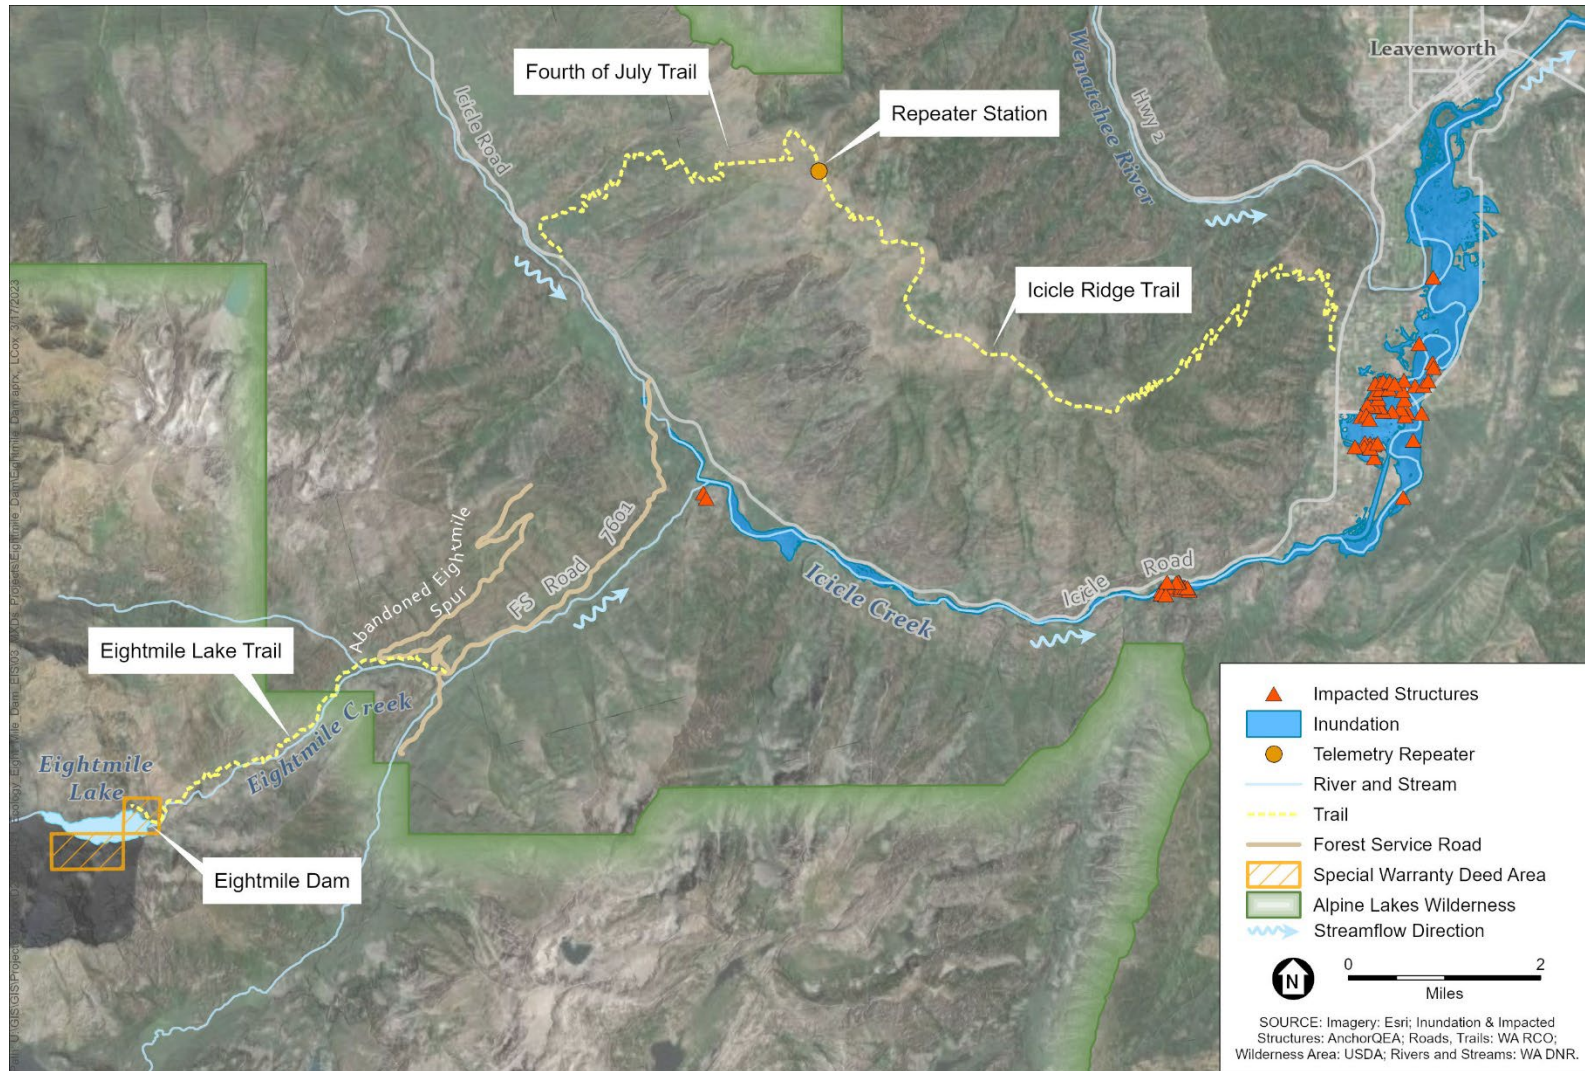 Leavenworth
Fourth of July Trail
Icicle Road
Wenatchee River
Hwy 2
Repeater Station
Icicle Ridge Trail
FS Road 7601
Abandoned Eightmile
Spur
Icicle Creek
Icicle Road
Eightmile Lake Trail
Eightmile Creek
Eightmile
Lake
Eightmile Dam
Impacted Structures
Inundation
Telemetry Repeater
River and Stream
Trail
Forest Service Road
Special Warranty Deed Area
Alpine Lakes Wilderness
Streamflow Direction
N
0 2
Miles
SOURCE: Imagery: Esri; Inundation & Impacted
Structures: AnchorQEA; Roads, Trails: WA RCO;
Wilderness Area: USDA; Rivers and Streams: WA DNR.